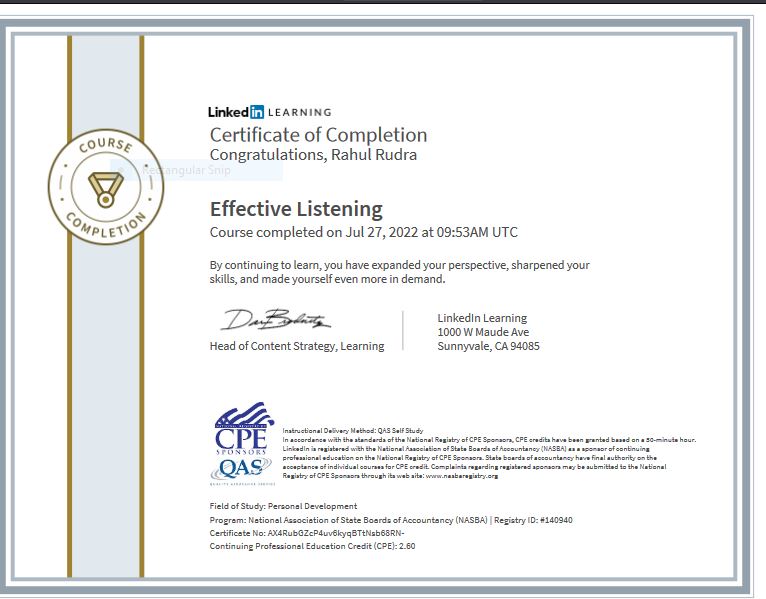 LinkedIn LEARNING
Certificate of Completion
Congratulations, Rahul Rudra
COURSE
COMPLETION
Rectangular Snip
Effective Listening
Course completed on Jul 27, 2022 at 09:53AM UTC
By continuing to learn, you have expanded your perspective, sharpened your
skills, and made yourself even more in demand.
Head of Content Strategy, Learning
LinkedIn Learning
1000 W Maude Ave
Sunnyvale, CA 94085
CPE
SPONSORS
QAS
QUALITY ASSURANCE SERVICE
Instructional Delivery Method: QAS Self Study
In accordance with the standards of the National Registry of CPE Sponsors, CPE credits have been granted based on a 50-minute hour.
LinkedIn is registered with the National Association of State Boards of Accountancy (NASBA) as a sponsor of continuing
professional education on the National Registry of CPE Sponsors. State boards of accountancy have final authority on the
acceptance of individual courses for CPE credit. Complaints regarding registered sponsors may be submitted to the National
Registry of CPE Sponsors through its web site: www.nasbaregistry.org
Field of Study: Personal Development
Program: National Association of State Boards of Accountancy (NASBA) | Registry ID: #140940
Certificate No: AX4RubGZcP4uv6kyqBTtNsb68RN-
Continuing Professional Education Credit (CPE): 2.60